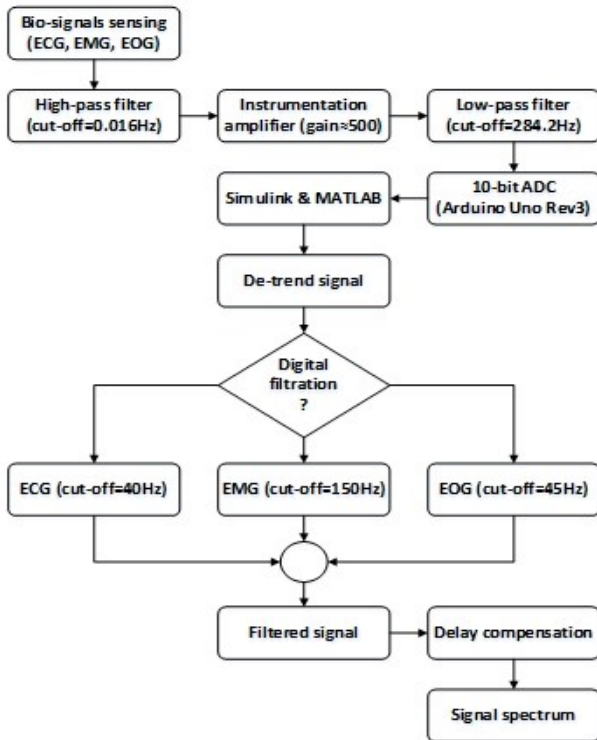 Bio-signals sensing
(ECG, EMG, EOG)
High-pass filter
(cut-off=0.016Hz)
Instrumentation
amplifier (gain≈500)
Low-pass filter
(cut-off=284.2Hz)
10-bit ADC
(Arduino Uno Rev3)
Simulink & MATLAB
De-trend signal
Digital
filtration
?
ECG (cut-off=40Hz)
EMG (cut-off=150Hz)
EOG (cut-off=45Hz)
Filtered signal
Delay compensation
Signal spectrum